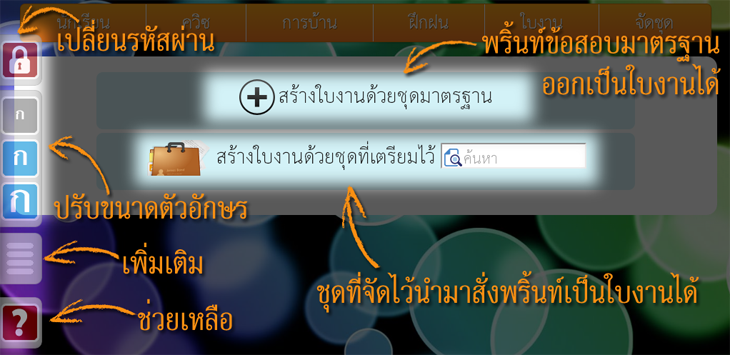 นักเรียน ควิซ การบ้าน ฝึกฝน ใบงาน จัดชุด
เปลี่ยนรหัสผ่าน
พริ้นท์ข้อสอบมาตรฐาน
ออกเป็นใบงานได้
สร้างใบงานด้วยชุดมาตรฐาน
ก
สร้างใบงานด้วยชุดที่เตรียมไว้ ค้นหา
ก
ก
ปรับขนาดตัวอักษร
เพิ่มเติม
ชุดที่จัดไว้นำมาสั่งพริ้นท์เป็นใบงานได้
?
ช่วยเหลือ